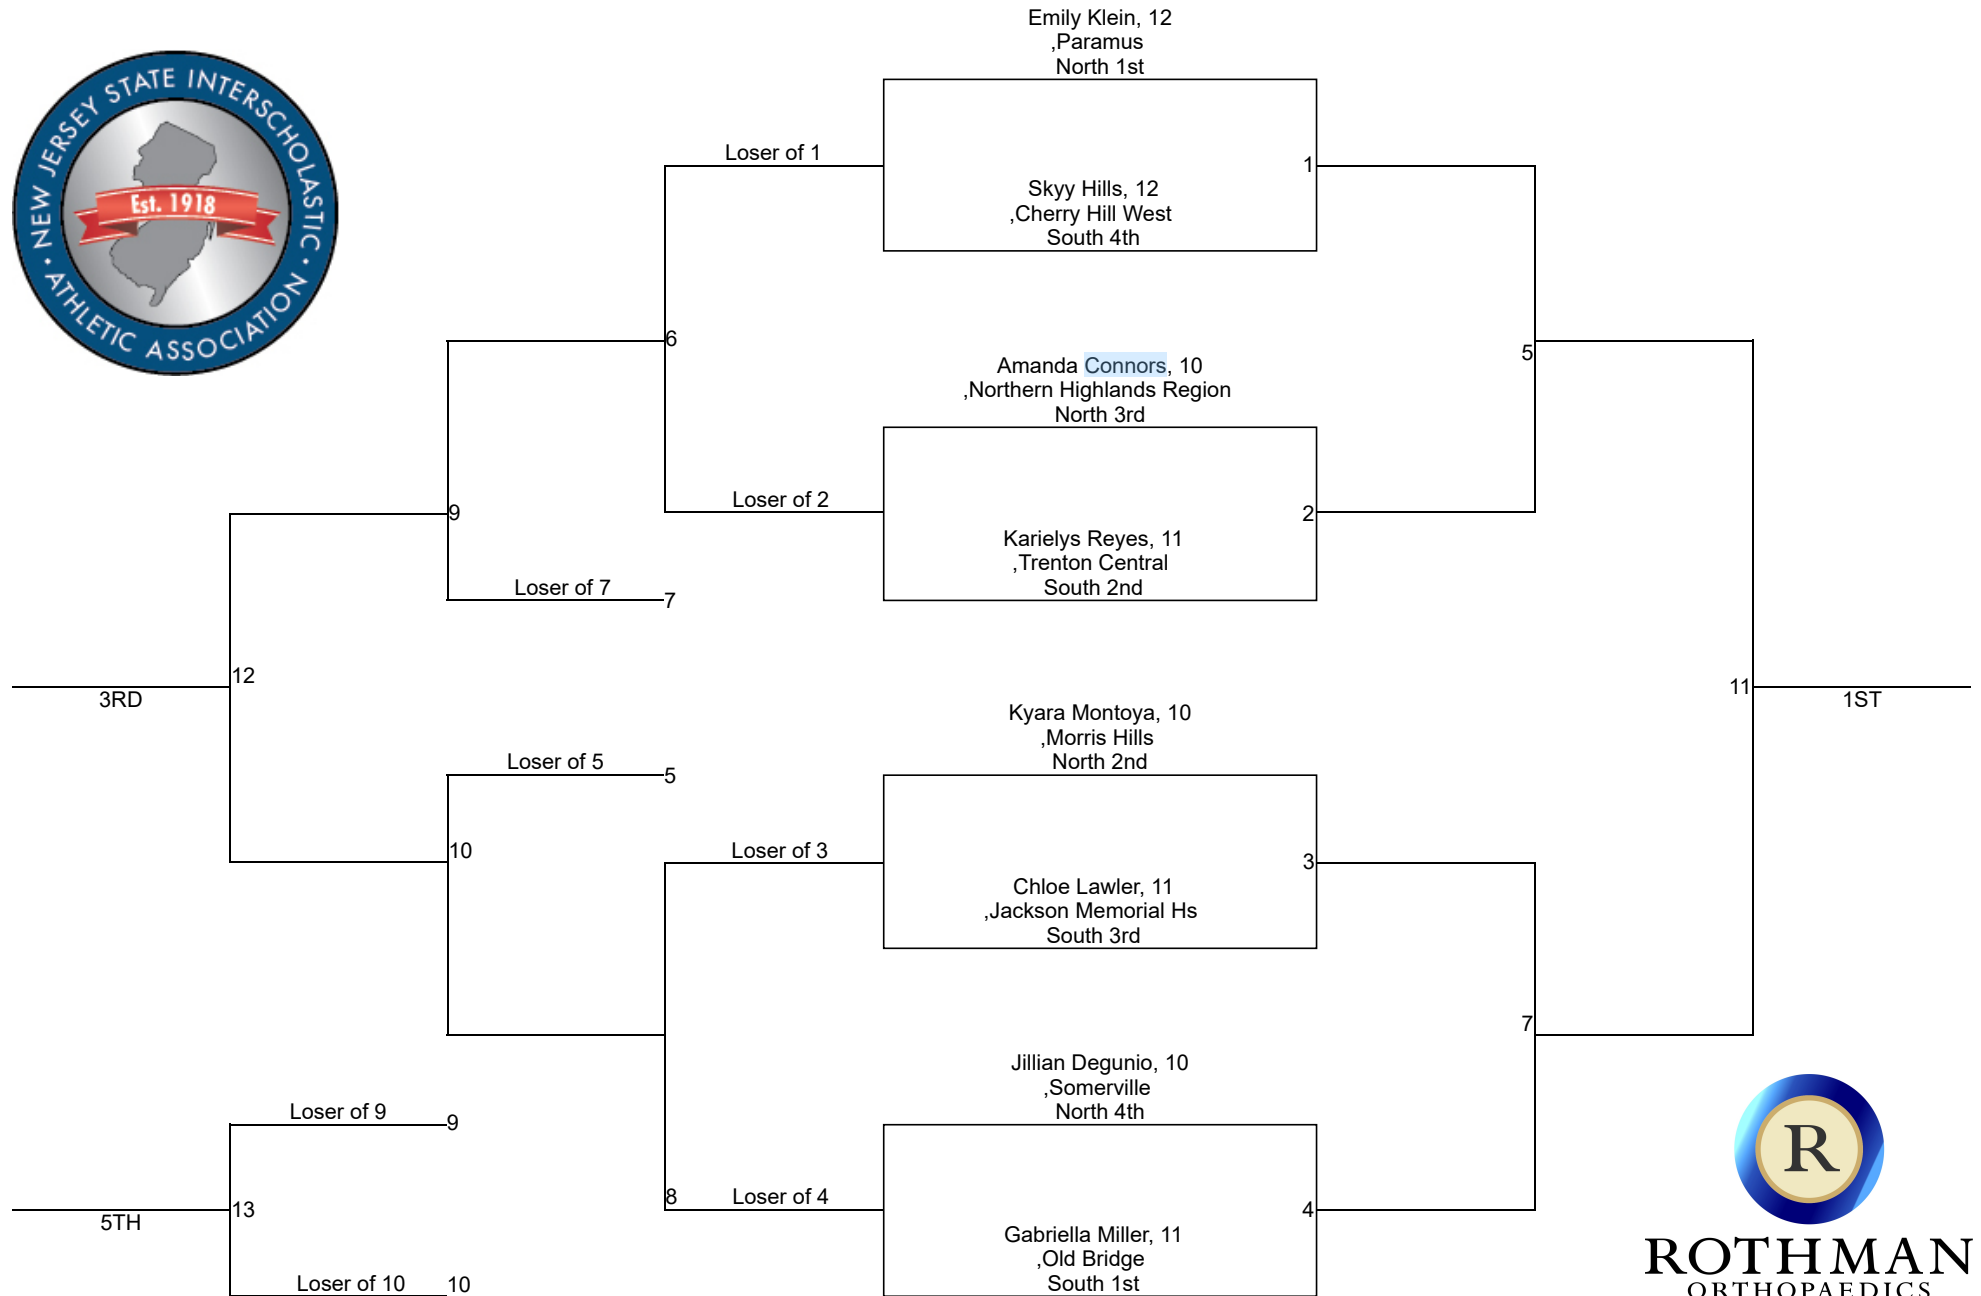 Emily Klein, 12
,Paramus
North 1st
NEW JERSEY STATE INTERSCHOLASTIC
• ATHLETIC ASSOCIATION •
Est. 1918
Loser of 1
1
Skyy Hills, 12
,Cherry Hill West
South 4th
6
5
Amanda Connors, 10
,Northern Highlands Region
North 3rd
Loser of 2
2
9
Karielys Reyes, 11
,Trenton Central
South 2nd
Loser of 7
7
12
3RD
11
1ST
Kyara Montoya, 10
,Morris Hills
North 2nd
Loser of 5
5
10
Loser of 3
3
Chloe Lawler, 11
,Jackson Memorial Hs
South 3rd
7
Jillian Degunio, 10
,Somerville
North 4th
Loser of 9
9
8
Loser of 4
4
13
5TH
Gabriella Miller, 11
,Old Bridge
South 1st
Loser of 10
10
R
ROTHMAN
ORTHOPAEDICS